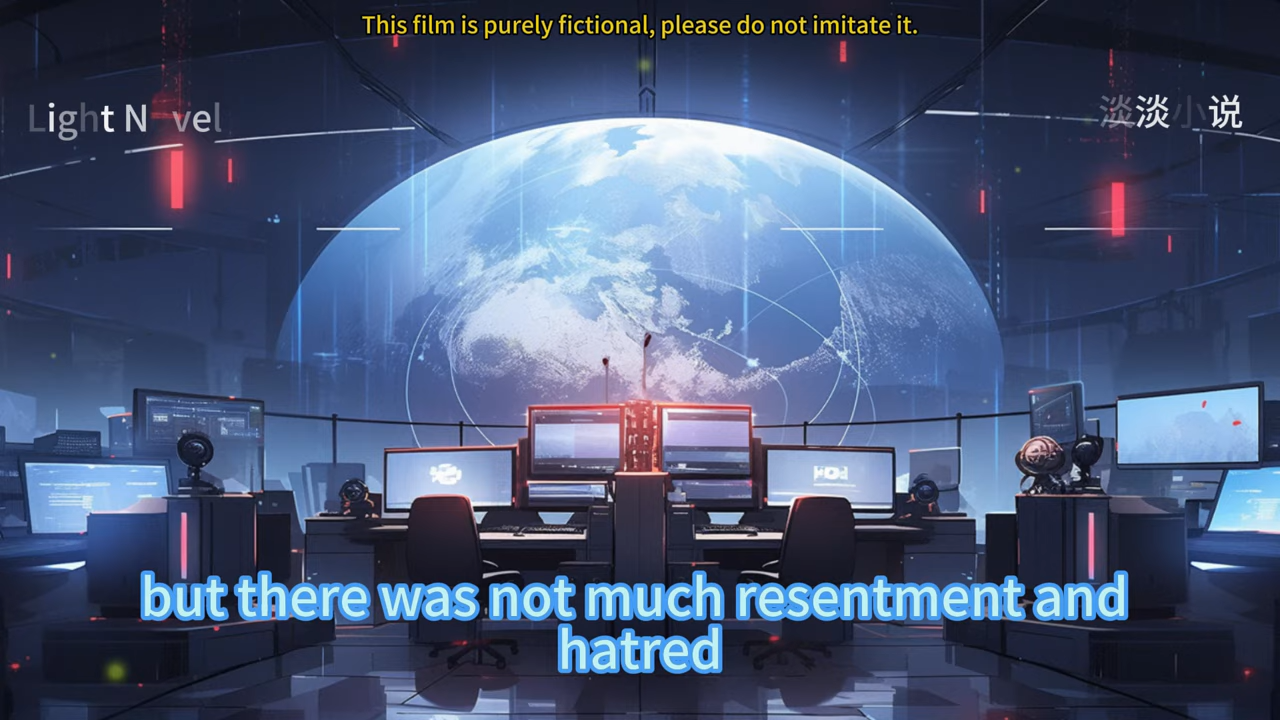 This film is purely fictional, please do not imitate it.
Light N vel
淡淡小说
but there was not much resentment and
hatred